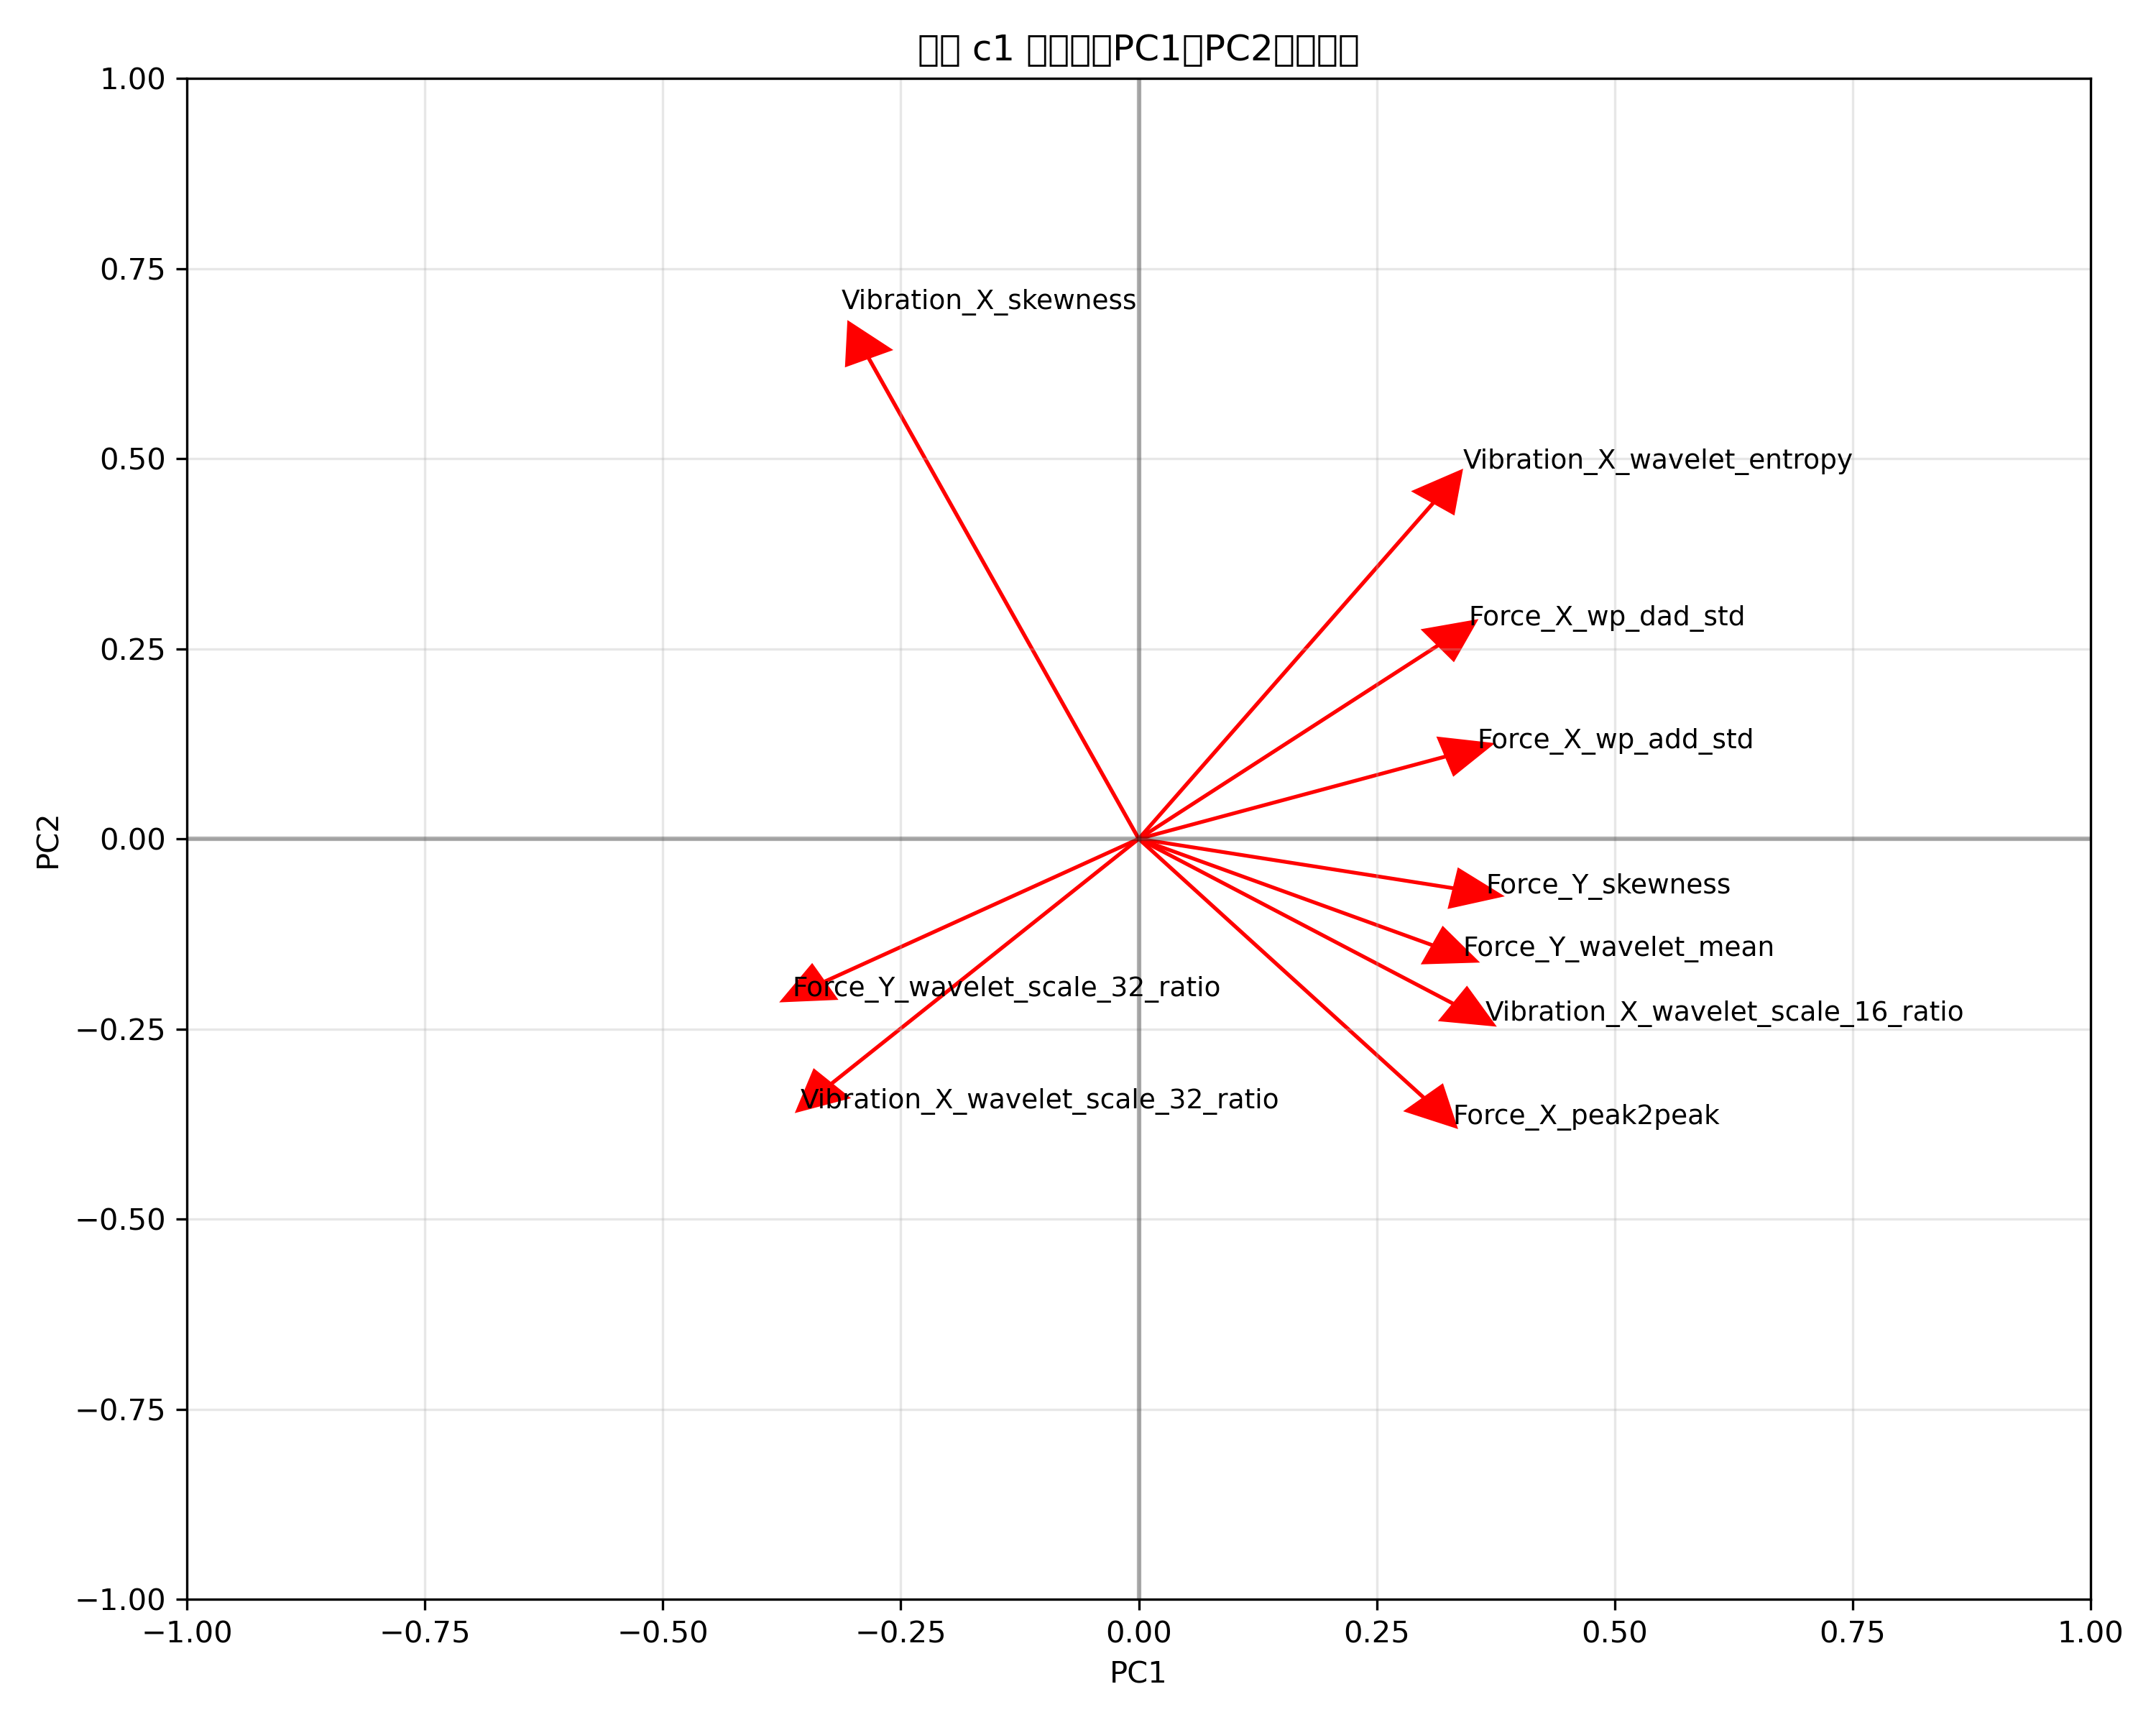 c1 PC1 PC2
1.00
0.75
0.50
0.25
0.00
−0.25
−0.50
−0.75
−1.00
PC2
Vibration_X_skewness
Vibration_X_wavelet_entropy
Force_X_wp_dad_std
Force_X_wp_add_std
Force_Y_skewness
Force_Y_wavelet_mean
Force_Y_wavelet_scale_32_ratio
Vibration_X_wavelet_scale_16_ratio
Vibration_X_wavelet_scale_32_ratio
Force_X_peak2peak
−1.00 −0.75 −0.50 −0.25 0.00 0.25 0.50 0.75 1.00
PC1